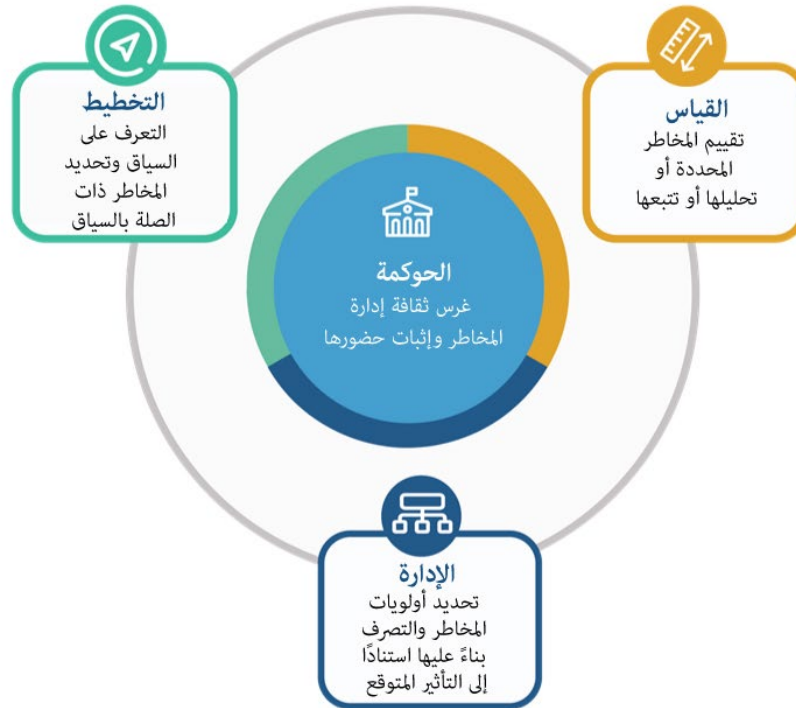 القياس
تقييم المخاطر
المحددة أو
تحليلها أو تتبعها
التخطيط
التعرف على
السياق وتحديد
المخاطر ذات
الصلة بالسياق
الحوكمة
غرس ثقافة إدارة
المخاطر وإثبات حضورها
الإدارة
تحديد أولويات
المخاطر والتصرف
بناءً عليها استنادًا
إلى التأثير المتوقع